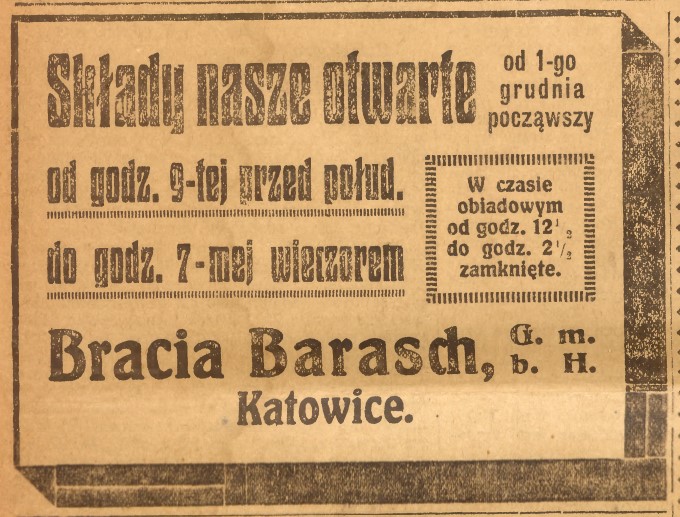 Składy nasze otwarte
od 1-go
grudnia
począwszy
od godz. 9-tej przed połud.
do godz. 7-mej wieczorem
W czasie
obiadowym
od godz. 12½
do godz. 2½
zamknięte.
Bracia Barasch, G. m.
b. H.
Katowice.